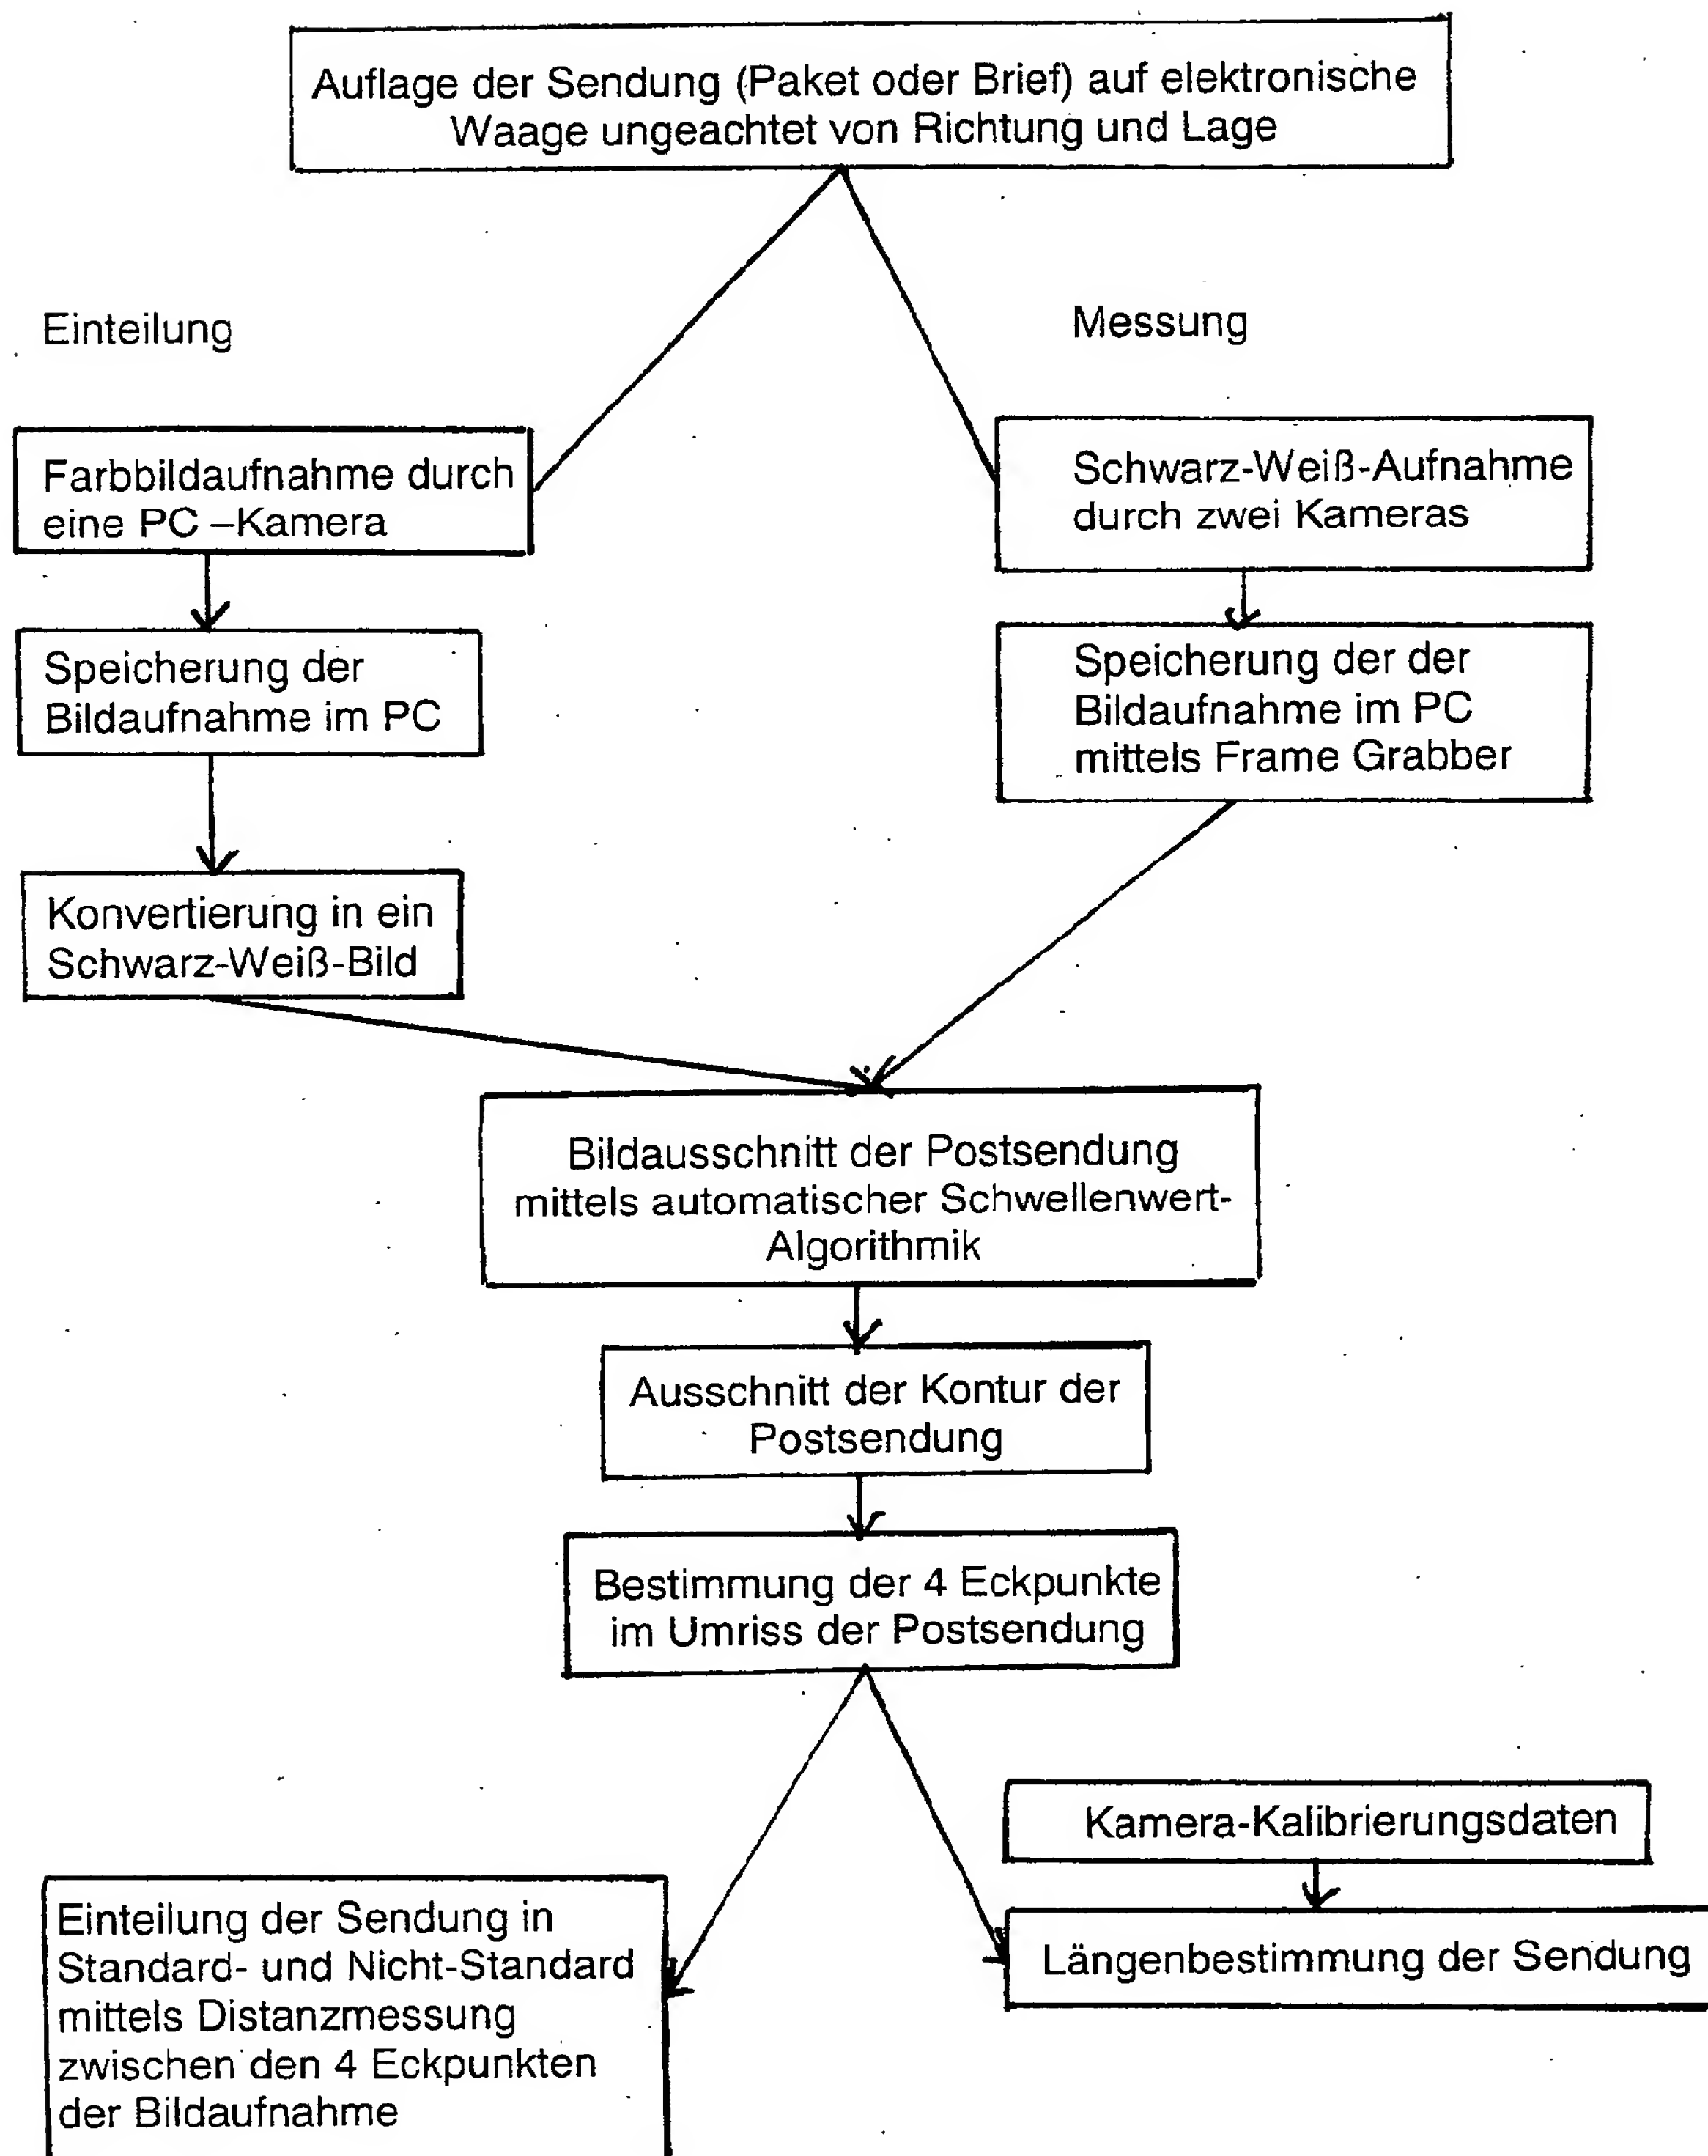 Auflage der Sendung (Paket oder Brief) auf elektronische
Waage ungeachtet von Richtung und Lage
Einteilung
Messung
Farbbildaufnahme durch
eine PC –Kamera
Schwarz-Weiß-Aufnahme
durch zwei Kameras
Speicherung der
Bildaufnahme im PC
Speicherung der der
Bildaufnahme im PC
mittels Frame Grabber
Konvertierung in ein
Schwarz-Weiß-Bild
Bildausschnitt der Postsendung
mittels automatischer Schwellenwert-
Algorithmik
Ausschnitt der Kontur der
Postsendung
Bestimmung der 4 Eckpunkte
im Umriss der Postsendung
Kamera-Kalibrierungsdaten
Einteilung der Sendung in
Standard- und Nicht-Standard
mittels Distanzmessung
zwischen den 4 Eckpunkten
der Bildaufnahme
Längenbestimmung der Sendung